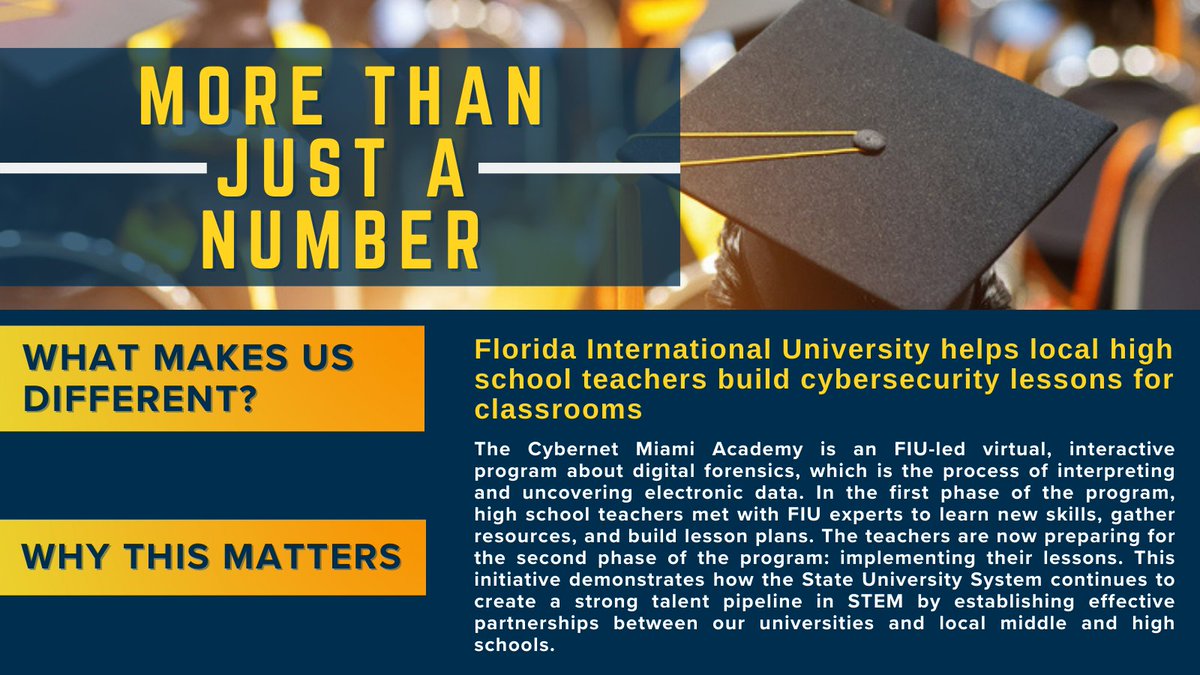 MORE THAN
JUST A
NUMBER
WHAT MAKES US
DIFFERENT?
Florida International University helps local high
school teachers build cybersecurity lessons for
classrooms
WHY THIS MATTERS
The Cybernet Miami Academy is an FIU-led virtual, interactive
program about digital forensics, which is the process of interpreting
and uncovering electronic data. In the first phase of the program,
high school teachers met with FIU experts to learn new skills, gather
resources, and build lesson plans. The teachers are now preparing for
the second phase of the program: implementing their lessons. This
initiative demonstrates how the State University System continues to
create a strong talent pipeline in STEM by establishing effective
partnerships between our universities and local middle and high
schools.